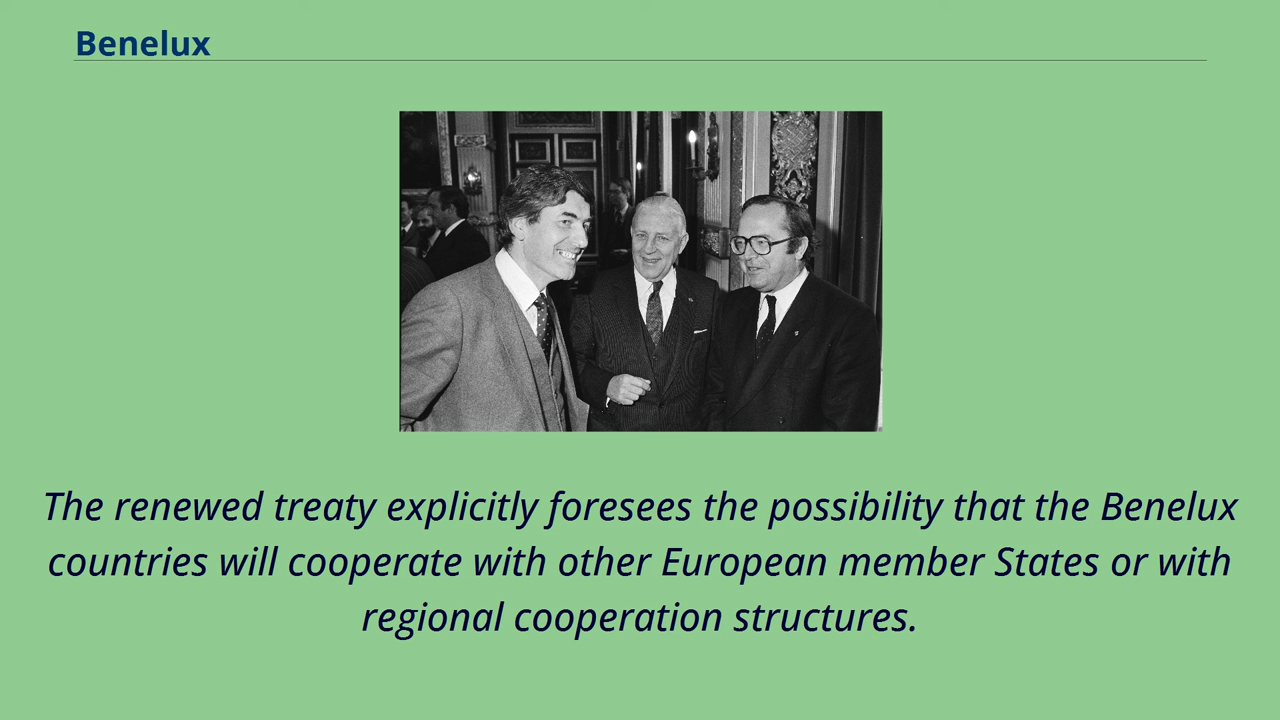 Benelux
The renewed treaty explicitly foresees the possibility that the Benelux
countries will cooperate with other European member States or with
regional cooperation structures.